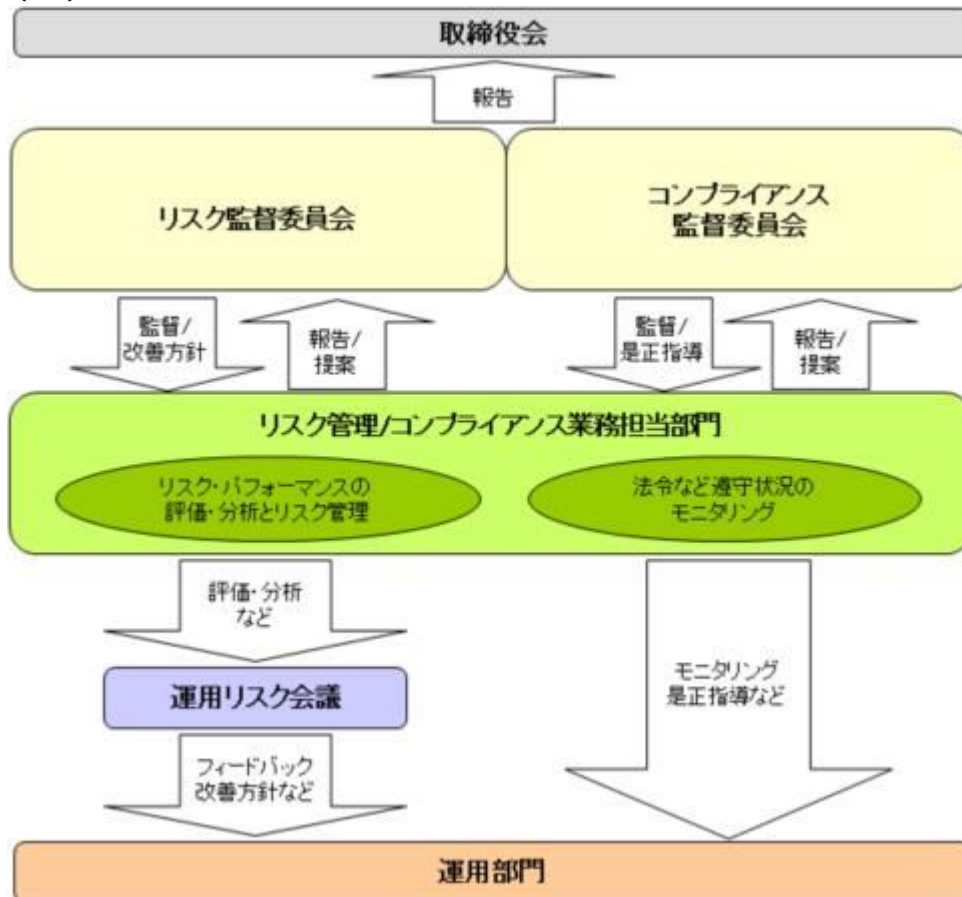 取締役会
報告
リスク監督委員会
コンプライアンス
監督委員会
監督/
改善方針
報告/
提案
監督/
是正指導
報告/
提案
リスク管理/コンプライアンス業務担当部門
リスク・パフォーマンスの
評価・分析とリスク管理
法令など遵守状況の
モニタリング
評価・分析
など
運用リスク会議
モニタリング
是正指導など
フィードバック
改善方針など
運用部門